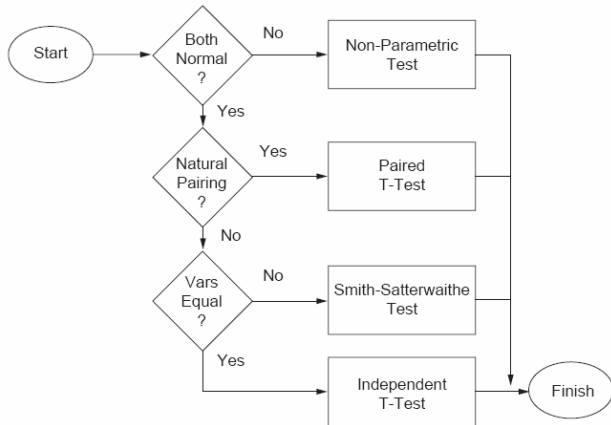 Start
Both
Normal
?
No
Non-Parametric
Test
Yes
Natural
Pairing
?
Yes
Paired
T-Test
No
Vars
Equal
?
No
Smith-Satterwaithe
Test
Yes
Independent
T-Test
Finish